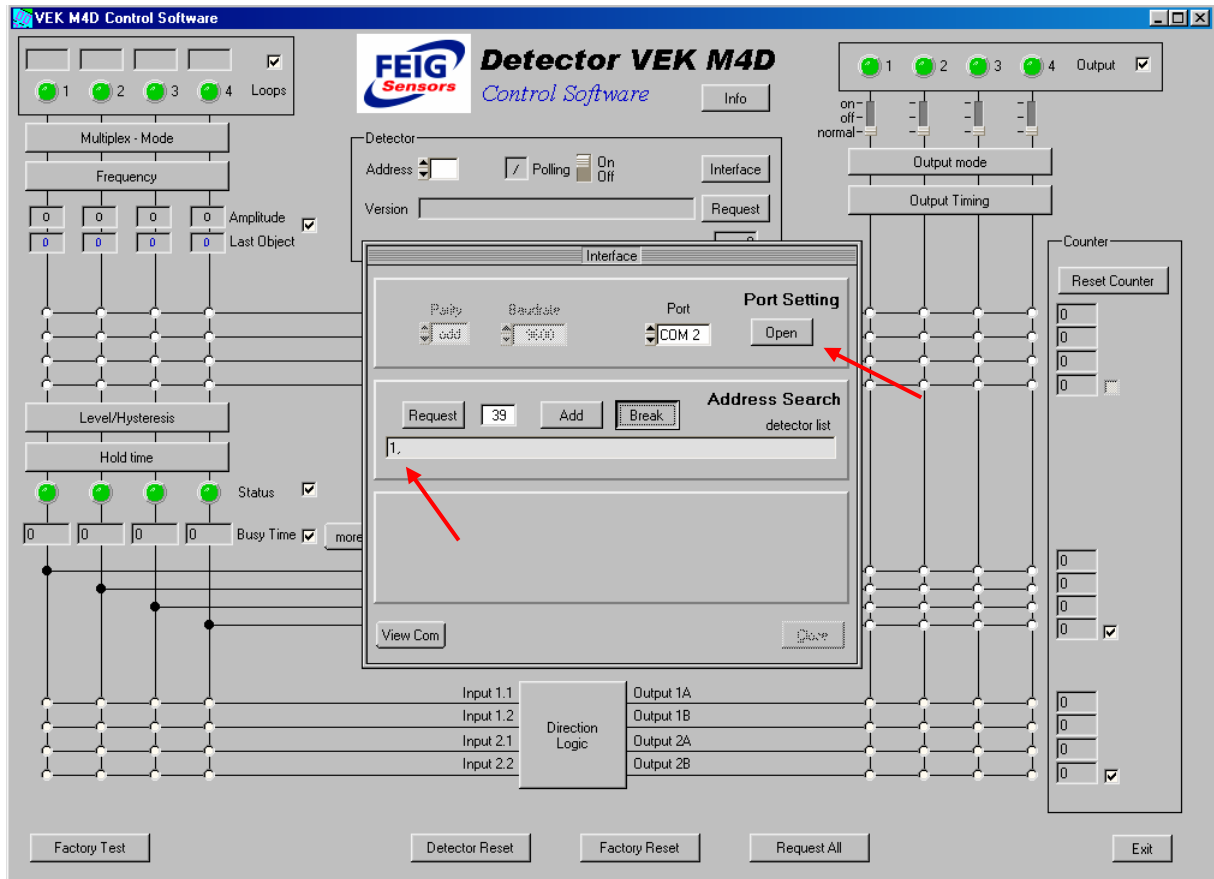 VEK M4D Control Software
1 2 3 4 Loops
FEIG
Sensors
Detector VEK M4D
Control Software
Info
1 2 3 4 Output
on
off
normal
Multiplex - Mode
Frequency
Detector
Address
/ Polling On
Off
Interface
Version
Request
Output mode
Output Timing
0 0 0 0 Amplitude
0 0 0 0 Last Object
Interface
Parity Baudrate Port Port Setting
odd 9600 COM 2 Open
Address Search
Request 39 Add Break
detector list
1,
View Com
Close
Counter
Reset Counter
0
0
0
0
Level/Hysteresis
Hold time
Status
0 0 0 0 Busy Time more
0
0
0
0
Input 1.1
Input 1.2
Input 2.1
Input 2.2
Direction
Logic
Output 1A
Output 1B
Output 2A
Output 2B
0
0
0
0
Factory Test
Detector Reset
Factory Reset
Request All
Exit